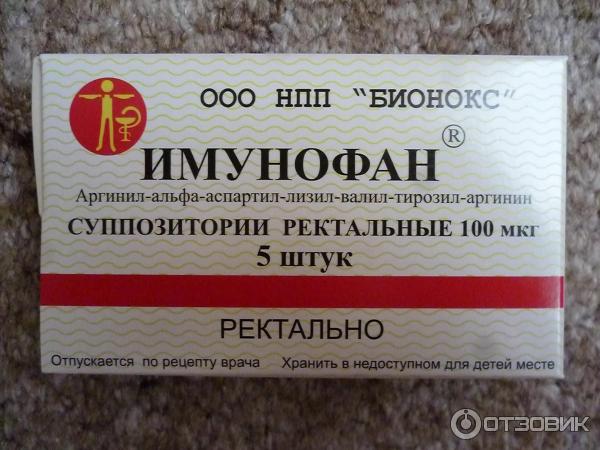 ООО НПП “БИОНОКС”
ИМУНОФАН®
Аргинил-альфа-аспартил-лизил-валил-тирозил-аргинин
СУППОЗИТОРИИ РЕКТАЛЬНЫЕ 100 мкг
5 штук
РЕКТАЛЬНО
Отпускается по рецепту врача Хранить в недоступном для детей месте
ОТЗОВИК